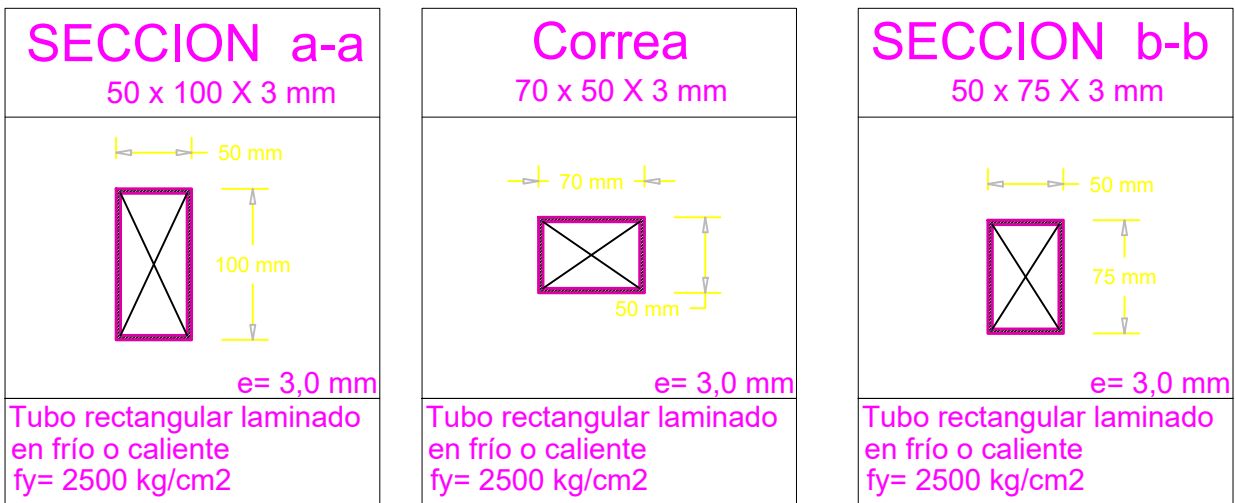 SECCION a-a
50 x 100 X 3 mm
50 mm
100 mm
e= 3,0 mm
Tubo rectangular laminado
en frío o caliente
fy= 2500 kg/cm2
Correa
70 x 50 X 3 mm
70 mm
50 mm
e= 3,0 mm
Tubo rectangular laminado
en frío o caliente
fy= 2500 kg/cm2
SECCION b-b
50 x 75 X 3 mm
50 mm
75 mm
e= 3,0 mm
Tubo rectangular laminado
en frío o caliente
fy= 2500 kg/cm2